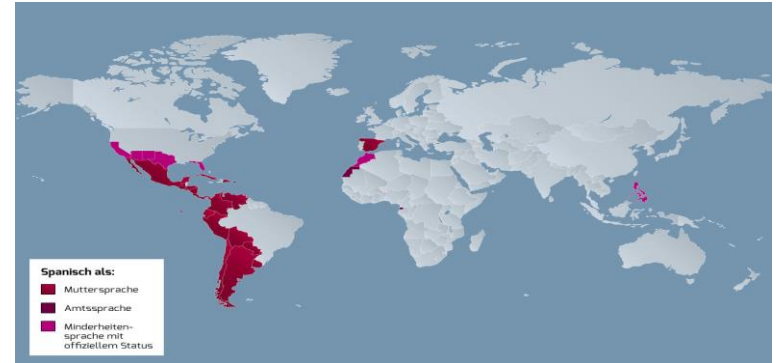 Spanisch als:
Muttersprache
Amtssprache
Minderheiten-
sprache mit
offiziellem Status